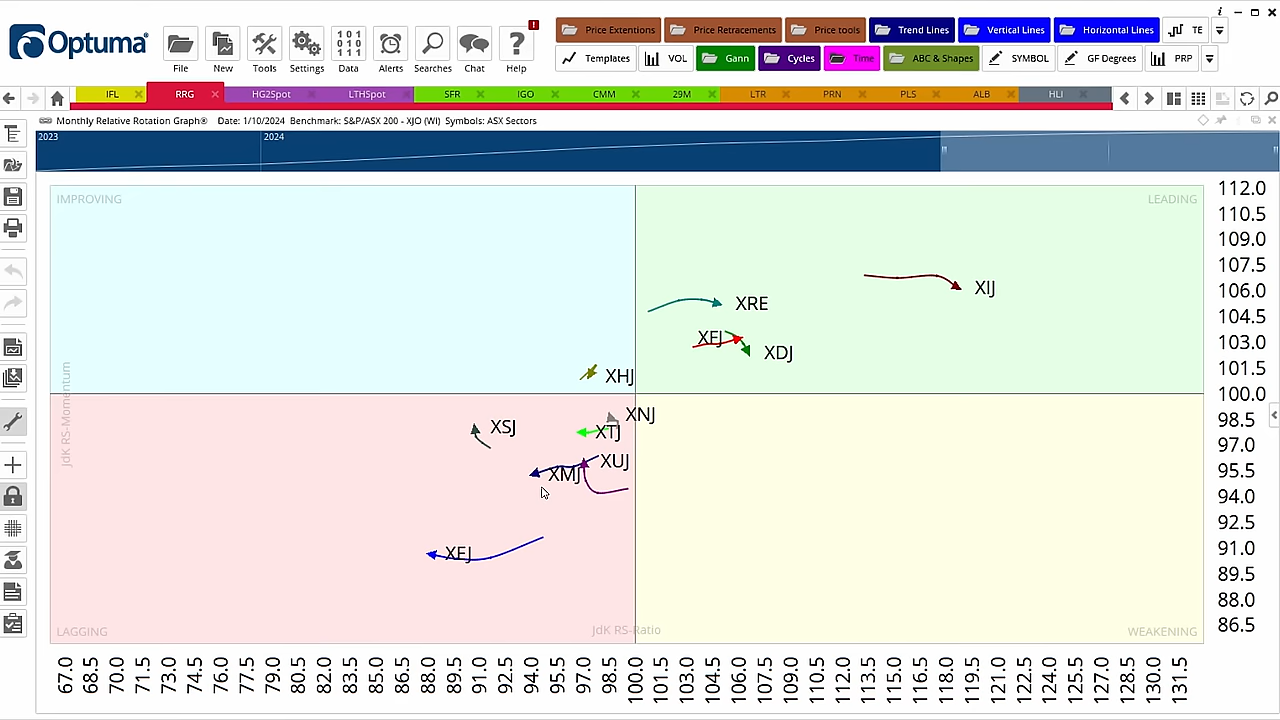 Optuma
File
New
Tools
Settings
101
010
111
Data
Alerts
Searches
Chat
?
!
Help
Price Extentions
Price Retracements
Price tools
Trend Lines
Vertical Lines
Horizontal Lines
TE
Templates
VOL
Gann
Cycles
Time
ABC & Shapes
SYMBOL
GF Degrees
PRP
IFL
RRG
HG2Spot
LTHSpot
SFR
IGO
CMM
29M
LTR
PRN
PLS
ALB
HLI
Monthly Relative Rotation Graph® Date: 1/10/2024 Benchmark: S&P/ASX 200 - XJO (WI) Symbols: ASX Sectors
2023
2024
IMPROVING
LEADING
XIJ
XRE
XFJ
XDJ
XHJ
XNJ
XSJ
XTJ
XUJ
XMJ
XEJ
LAGGING
WEAKENING
JdK RS-Momentum
JdK RS-Ratio
112.0
110.5
109.0
107.5
106.0
104.5
103.0
101.5
100.0
98.5
97.0
95.5
94.0
92.5
91.0
89.5
88.0
86.5
67.0 68.5 70.0 71.5 73.0 74.5 76.0 77.5 79.0 80.5 82.0 83.5 85.0 86.5 88.0 89.5 91.0 92.5 94.0 95.5 97.0 98.5 100.0 101.5 103.0 104.5 106.0 107.5 109.0 110.5 112.0 113.5 115.0 116.5 118.0 119.5 121.0 122.5 124.0 125.5 127.0 128.5 130.0 131.5